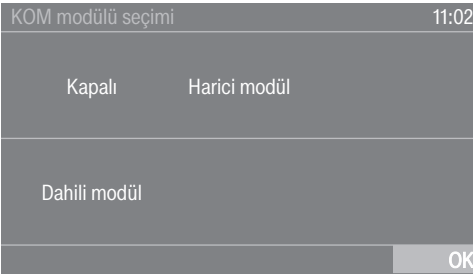 KOM modülü seçimi 11:02
Kapalı Harici modül
Dahili modül
OK